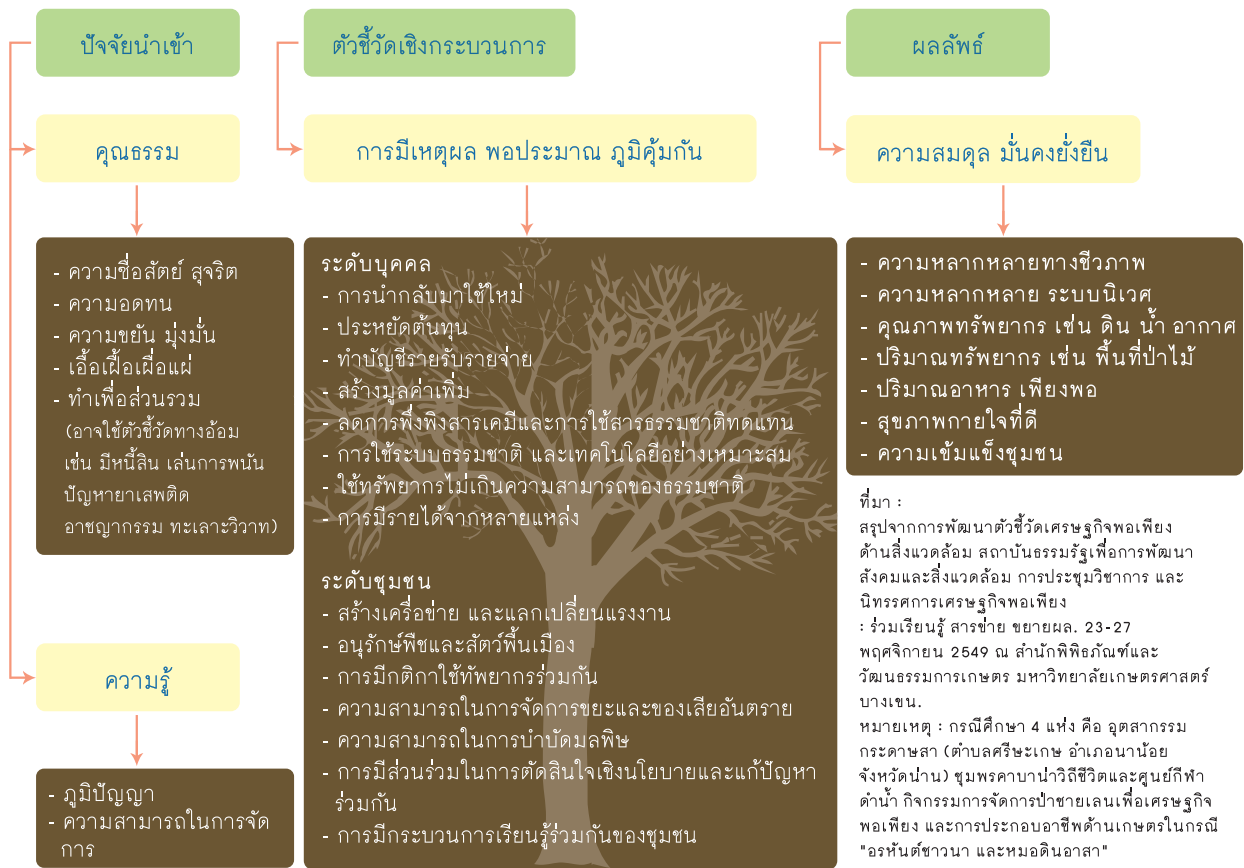 ปัจจัยนำเข้า
คุณธรรม
- ความซื่อสัตย์ สุจริต
- ความอดทน
- ความขยัน มุ่งมั่น
- เอื้อเฟื้อเผื่อแผ่
- ทำเพื่อส่วนรวม
(อาจใช้ตัวชี้วัดทางอ้อม
เช่น มีหนี้สิน เล่นการพนัน
ปัญหายาเสพติด
อาชญากรรม ทะเลาะวิวาท)
ความรู้
- ภูมิปัญญา
- ความสามารถในการจัด
การ
ตัวชี้วัดเชิงกระบวนการ
การมีเหตุผล พอประมาณ ภูมิคุ้มกัน
ระดับบุคคล
- การนำกลับมาใช้ใหม่
- ประหยัดต้นทุน
- ทำบัญชีรายรับรายจ่าย
- สร้างมูลค่าเพิ่ม
- ลดการพึ่งพิงสารเคมีและการใช้สารธรรมชาติทดแทน
- การใช้ระบบธรรมชาติ และเทคโนโลยีอย่างเหมาะสม
- ใช้ทรัพยากรไม่เกินความสามารถของธรรมชาติ
- การมีรายได้จากหลายแหล่ง
ระดับชุมชน
- สร้างเครือข่าย และแลกเปลี่ยนแรงงาน
- อนุรักษ์พืชและสัตว์พื้นเมือง
- การมีกติกาใช้ทัพยากรร่วมกัน
- ความสามารถในการจัดการขยะและของเสียอันตราย
- ความสามารถในการบำบัดมลพิษ
- การมีส่วนร่วมในการตัดสินใจเชิงนโยบายและแก้ปัญหา
ร่วมกัน
- การมีกระบวนการเรียนรู้ร่วมกันของชุมชน
ผลลัพธ์
ความสมดุล มั่นคงยั่งยืน
- ความหลากหลายทางชีวภาพ
- ความหลากหลาย ระบบนิเวศ
- คุณภาพทรัพยากร เช่น ดิน น้ำ อากาศ
- ปริมาณทรัพยากร เช่น พื้นที่ป่าไม้
- ปริมาณอาหาร เพียงพอ
- สุขภาพกายใจที่ดี
- ความเข้มแข็งชุมชน
ที่มา :
สรุปจากการพัฒนาตัวชี้วัดเศรษฐกิจพอเพียง
ด้านสิ่งแวดล้อม สถาบันธรรมรัฐเพื่อการพัฒนา
สังคมและสิ่งแวดล้อม การประชุมวิชาการ และ
นิทรรศการเศรษฐกิจพอเพียง
: ร่วมเรียนรู้ สารข่าย ขยายผล. 23-27
พฤศจิกายน 2549 ณ สำนักพิพิธภัณฑ์และ
วัฒนธรรมการเกษตร มหาวิทยาลัยเกษตรศาสตร์
บางเขน.
หมายเหตุ : กรณีศึกษา 4 แห่ง คือ อุตสากรรม
กระดาษสา (ตำบลศรีษะเกษ อำเภอนาน้อย
จังหวัดน่าน) ชุมพรคาบาน่าวิถีชีวิตและศูนย์กีฬา
ดำน้ำ กิจกรรมการจัดการป่าชายเลนเพื่อเศรษฐกิจ
พอเพียง และการประกอบอาชีพด้านเกษตรในกรณี
"อรหันต์ชาวนา และหมอดินอาสา"